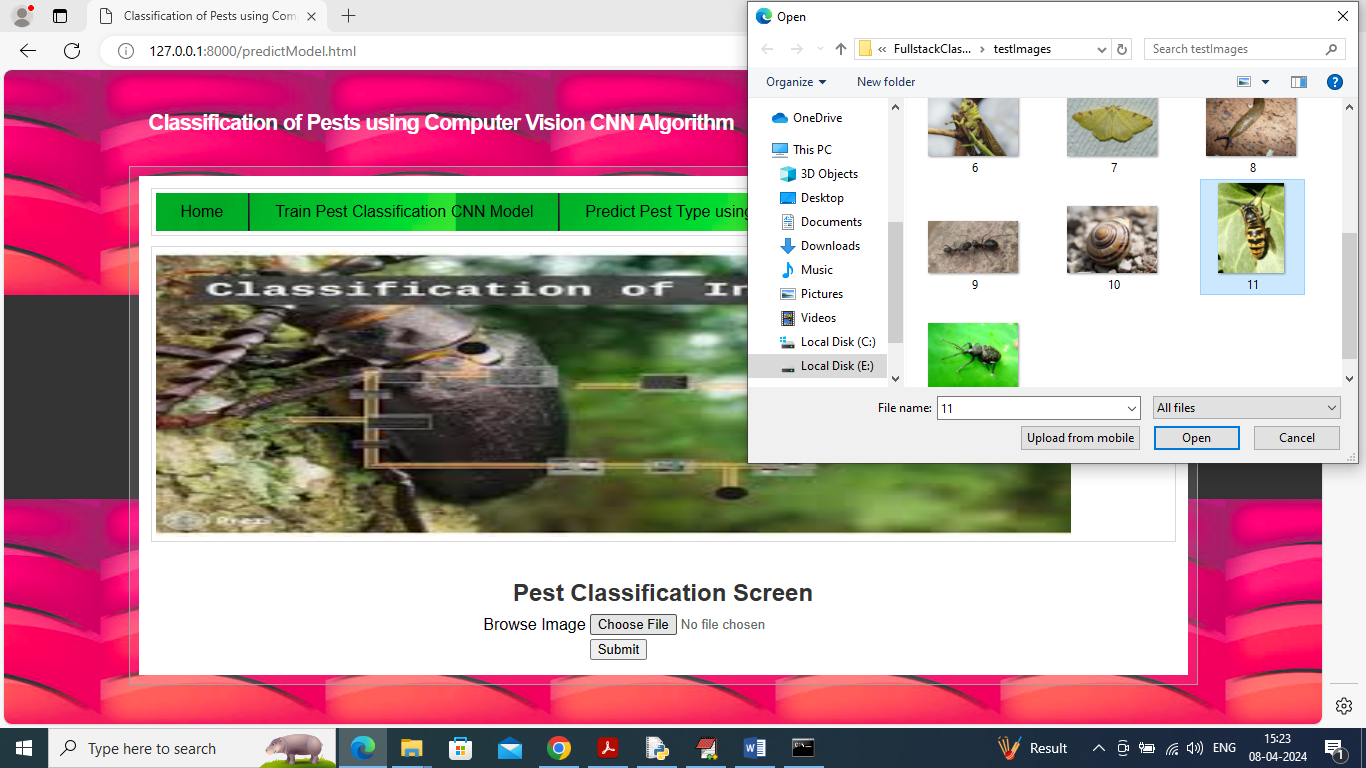 Classification of Pests using Com
127.0.0.1:8000/predictModel.html
Classification of Pests using Computer Vision CNN Algorithm
Home
Train Pest Classification CNN Model
Predict Pest Type using
Classification of In
Pest Classification Screen
Browse Image Choose File No file chosen
Submit
Open
« FullstackClas... › testImages
Search testImages
Organize
New folder
OneDrive
This PC
3D Objects
Desktop
Documents
Downloads
Music
Pictures
Videos
Local Disk (C:)
Local Disk (E:)
6
7
8
9
10
11
File name: 11
All files
Upload from mobile
Open
Cancel
Type here to search
Result
ENG
15:23
08-04-2024
1